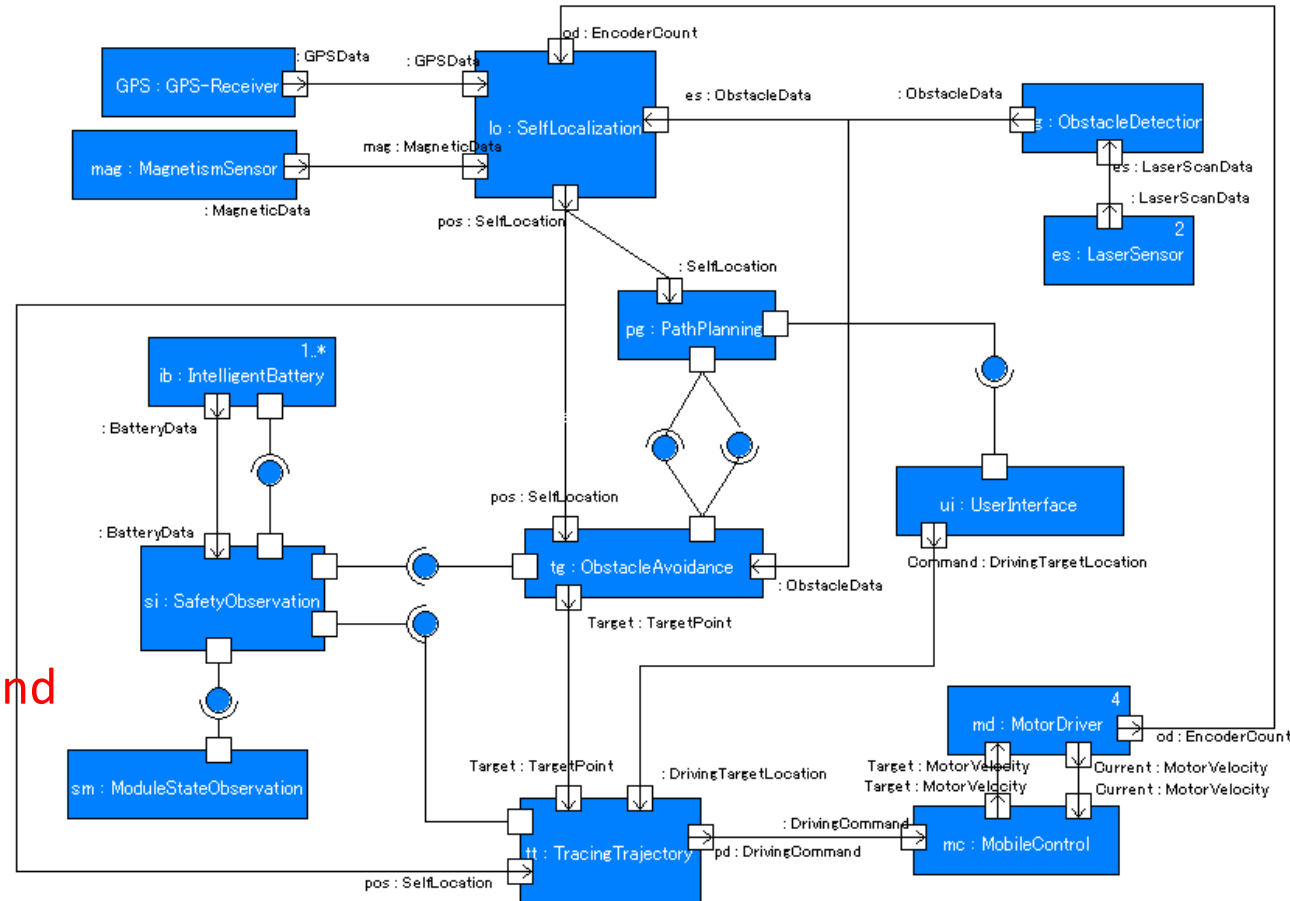 od : EncoderCount
: GPSData
: GPSData
GPS : GPS-Receiver
es : ObstacleData
: ObstacleData
lo : SelfLocalization
: ObstacleDetection
mag : MagneticData
mag : MagnetismSensor
es : LaserScanData
: MagneticData
: LaserScanData
pos : SelfLocation
2
es : LaserSensor
: SelfLocation
pg : PathPlanning
1..*
ib : IntelligentBattery
: BatteryData
pos : SelfLocation
ui : UserInterface
: BatteryData
Command : DrivingTargetLocation
tg : ObstacleAvoidance
: ObstacleData
si : SafetyObservation
Target : TargetPoint
nd
4
md : MotorDriver
od : EncoderCount
Target : TargetPoint
: DrivingTargetLocation
Target : MotorVelocity
Current : MotorVelocity
sm : ModuleStateObservation
Target : MotorVelocity
Current : MotorVelocity
: DrivingCommand
mc : MobileControl
tt : TracingTrajectory
pd : DrivingCommand
pos : SelfLocation